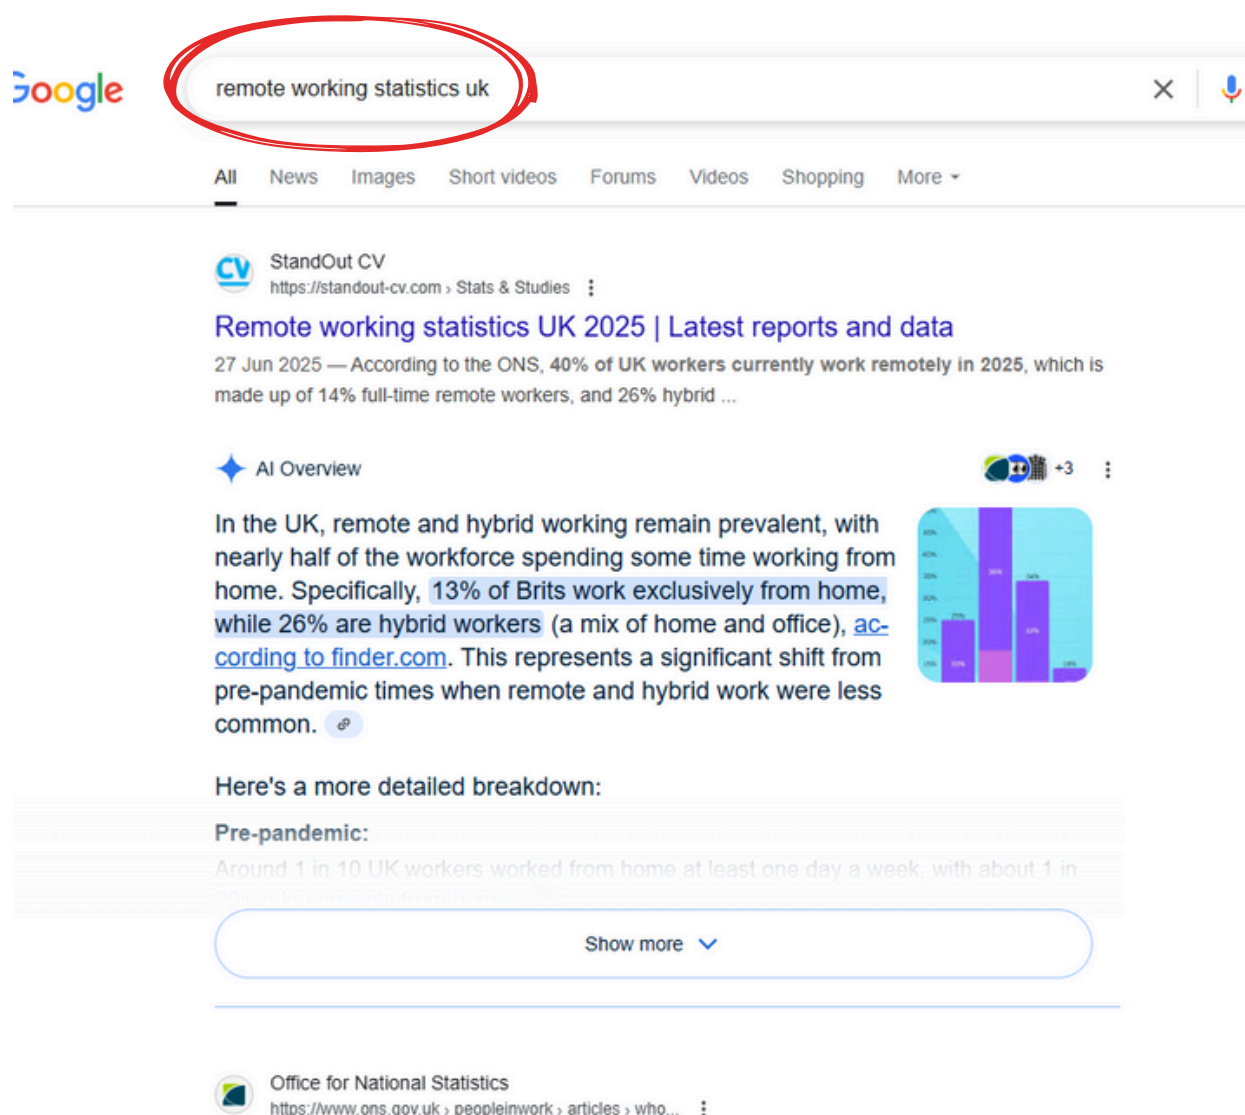 Google
remote working statistics uk
All News Images Short videos Forums Videos Shopping More
CV
StandOut CV
https://standout-cv.com › Stats & Studies
Remote working statistics UK 2025 | Latest reports and data
27 Jun 2025 — According to the ONS, 40% of UK workers currently work remotely in 2025, which is
made up of 14% full-time remote workers, and 26% hybrid ...
AI Overview
+3
In the UK, remote and hybrid working remain prevalent, with
nearly half of the workforce spending some time working from
home. Specifically, 13% of Brits work exclusively from home,
while 26% are hybrid workers (a mix of home and office), ac-
cording to finder.com. This represents a significant shift from
pre-pandemic times when remote and hybrid work were less
common.
Here's a more detailed breakdown:
Pre-pandemic:
Around 1 in 10 UK workers worked from home at least one day a week, with about 1 in
Show more
Office for National Statistics
https://www.ons.gov.uk › peopleinwork › articles › who...